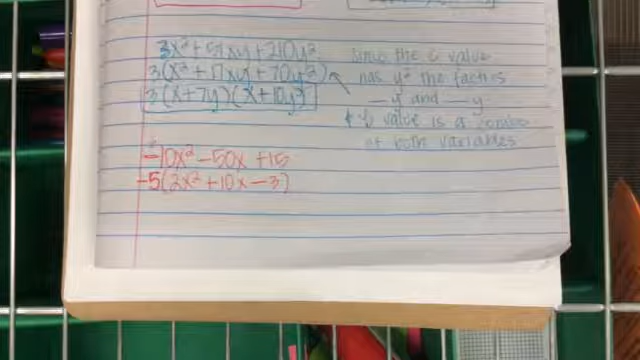 3x² + 51xy + 210y²
3(x² + 17xy + 70y²)
3(x + 7y)(x + 10y)
since the c value
has y² the factors
_ y and _ y
value is a combo
of both variables
-10x² - 50x + 15
-5(2x² + 10x - 3)